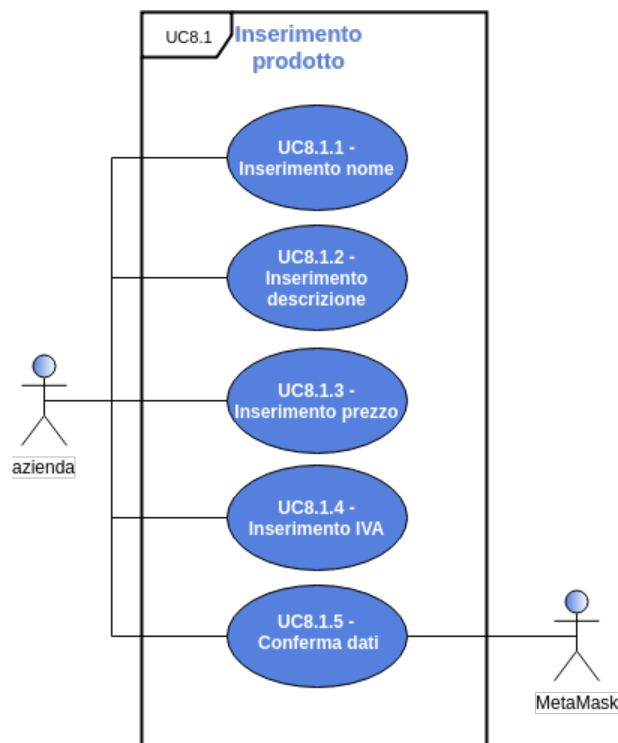 UC8.1
Inserimento
prodotto
UC8.1.1 -
Inserimento nome
UC8.1.2 -
Inserimento
descrizione
UC8.1.3 -
Inserimento prezzo
azienda
UC8.1.4 -
Inserimento IVA
UC8.1.5 -
Conferma dati
MetaMask